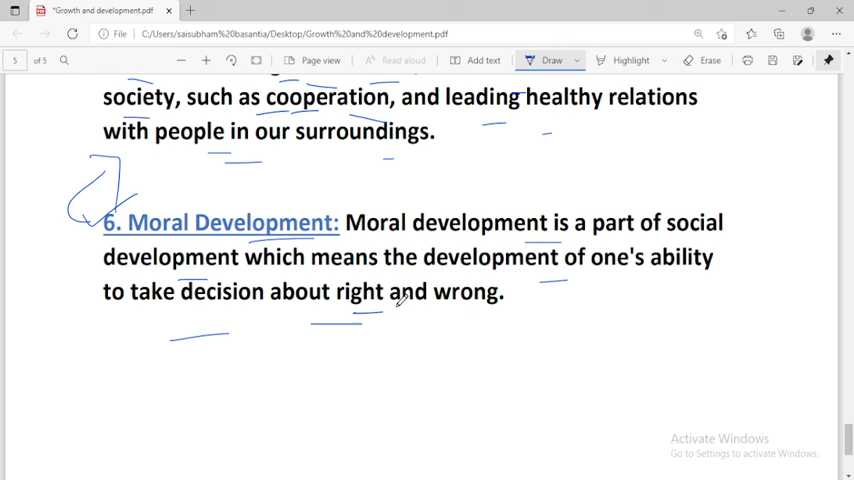 *Growth and development.pdf
File C:/Users/saisubham%20basantia/Desktop/Growth%20and%20development.pdf
5 of 5 Page view Read aloud Add text Draw Highlight Erase
society, such as cooperation, and leading healthy relations
with people in our surroundings.
6. Moral Development: Moral development is a part of social
development which means the development of one's ability
to take decision about right and wrong.
Activate Windows
Go to Settings to activate Windows.